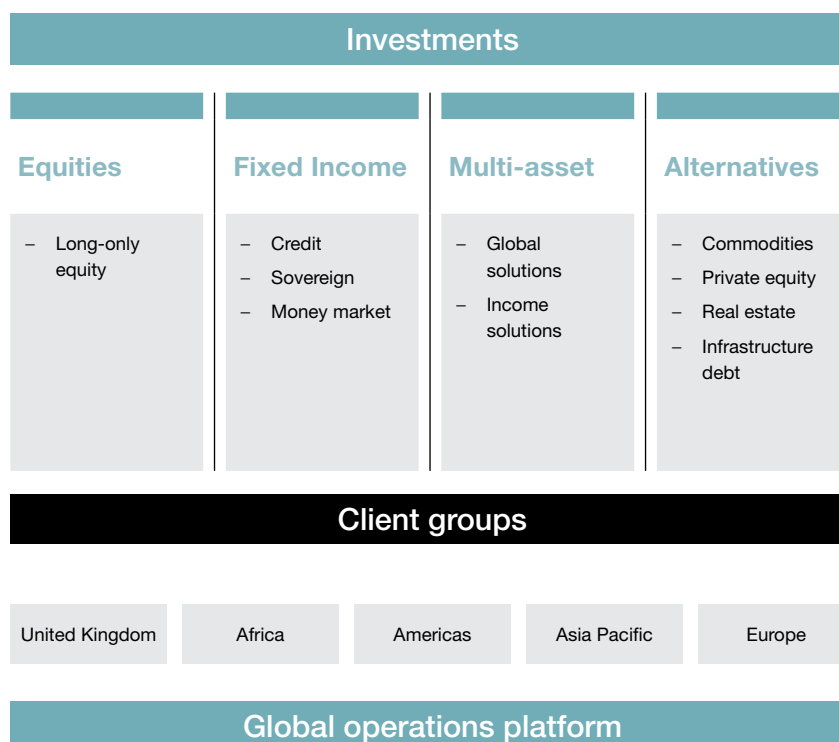 Investments
Equities
Fixed Income
Multi-asset
Alternatives
– Long-only
equity
– Credit
– Sovereign
– Money market
– Global
solutions
– Income
solutions
– Commodities
– Private equity
– Real estate
– Infrastructure
debt
Client groups
United Kingdom
Africa
Americas
Asia Pacific
Europe
Global operations platform